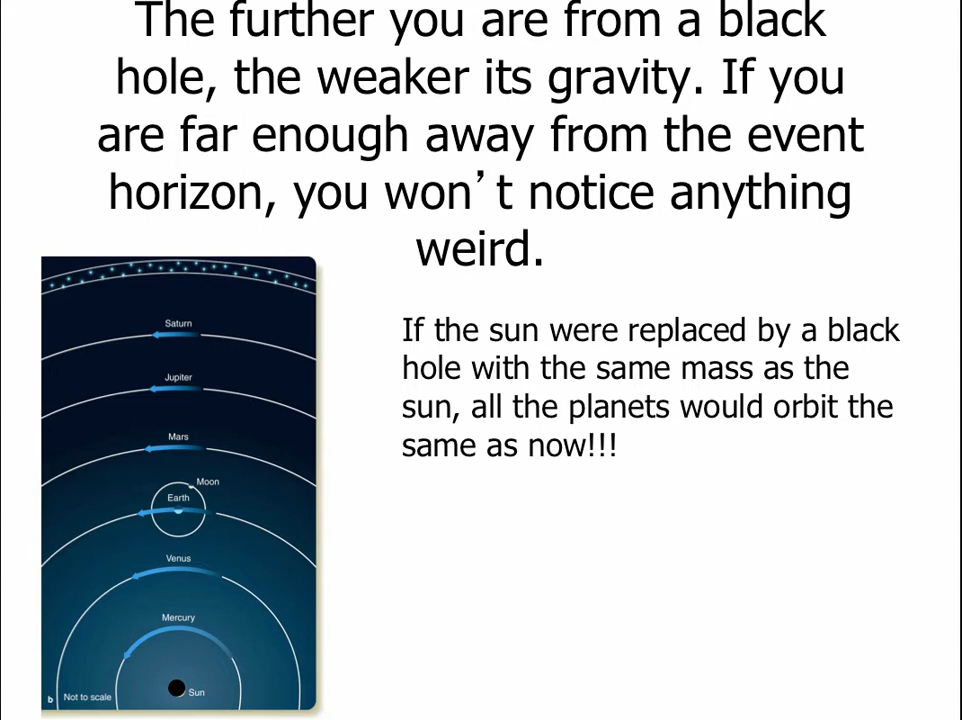 The further you are from a black
hole, the weaker its gravity. If you
are far enough away from the event
horizon, you won’t notice anything
weird.
Saturn
Jupiter
Mars
Moon
Earth
Venus
Mercury
Sun
b Not to scale
If the sun were replaced by a black
hole with the same mass as the
sun, all the planets would orbit the
same as now!!!